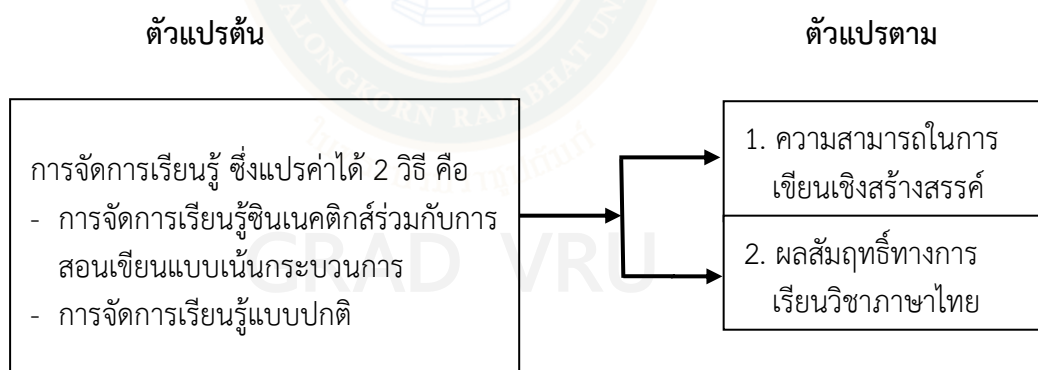 ตัวแปรต้น
ตัวแปรตาม
การจัดการเรียนรู้ ซึ่งแปรค่าได้ 2 วิธี คือ
- การจัดการเรียนรู้ซินเนคติกส์ร่วมกับการ
สอนเขียนแบบเน้นกระบวนการ
- การจัดการเรียนรู้แบบปกติ
1. ความสามารถในการ
เขียนเชิงสร้างสรรค์
2. ผลสัมฤทธิ์ทางการ
เรียนวิชาภาษาไทย
GRAD VRU